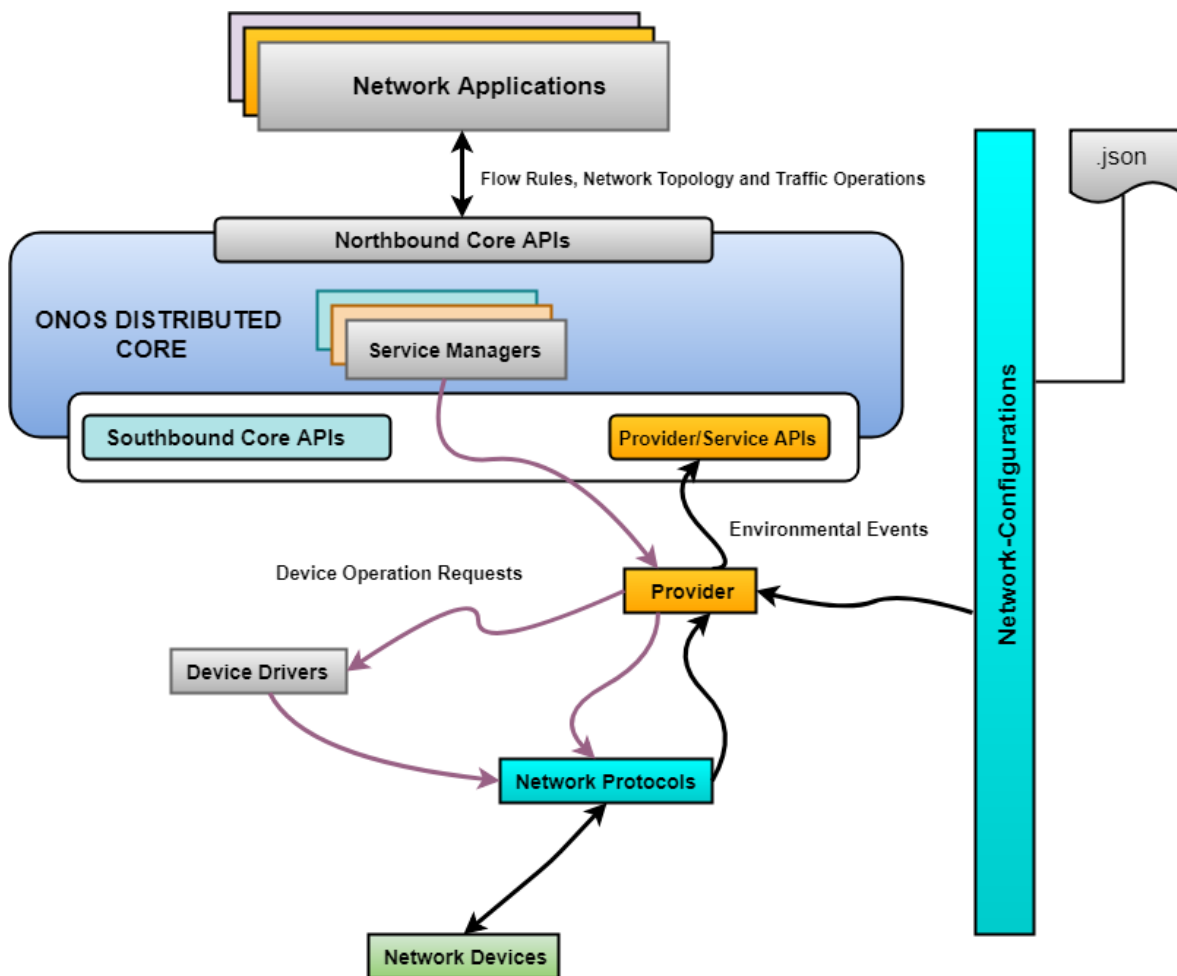 Network Applications
Flow Rules, Network Topology and Traffic Operations
.json
Northbound Core APIs
ONOS DISTRIBUTED
CORE
Service Managers
Southbound Core APIs
Provider/Service APIs
Network-Configurations
Environmental Events
Device Operation Requests
Provider
Device Drivers
Network Protocols
Network Devices